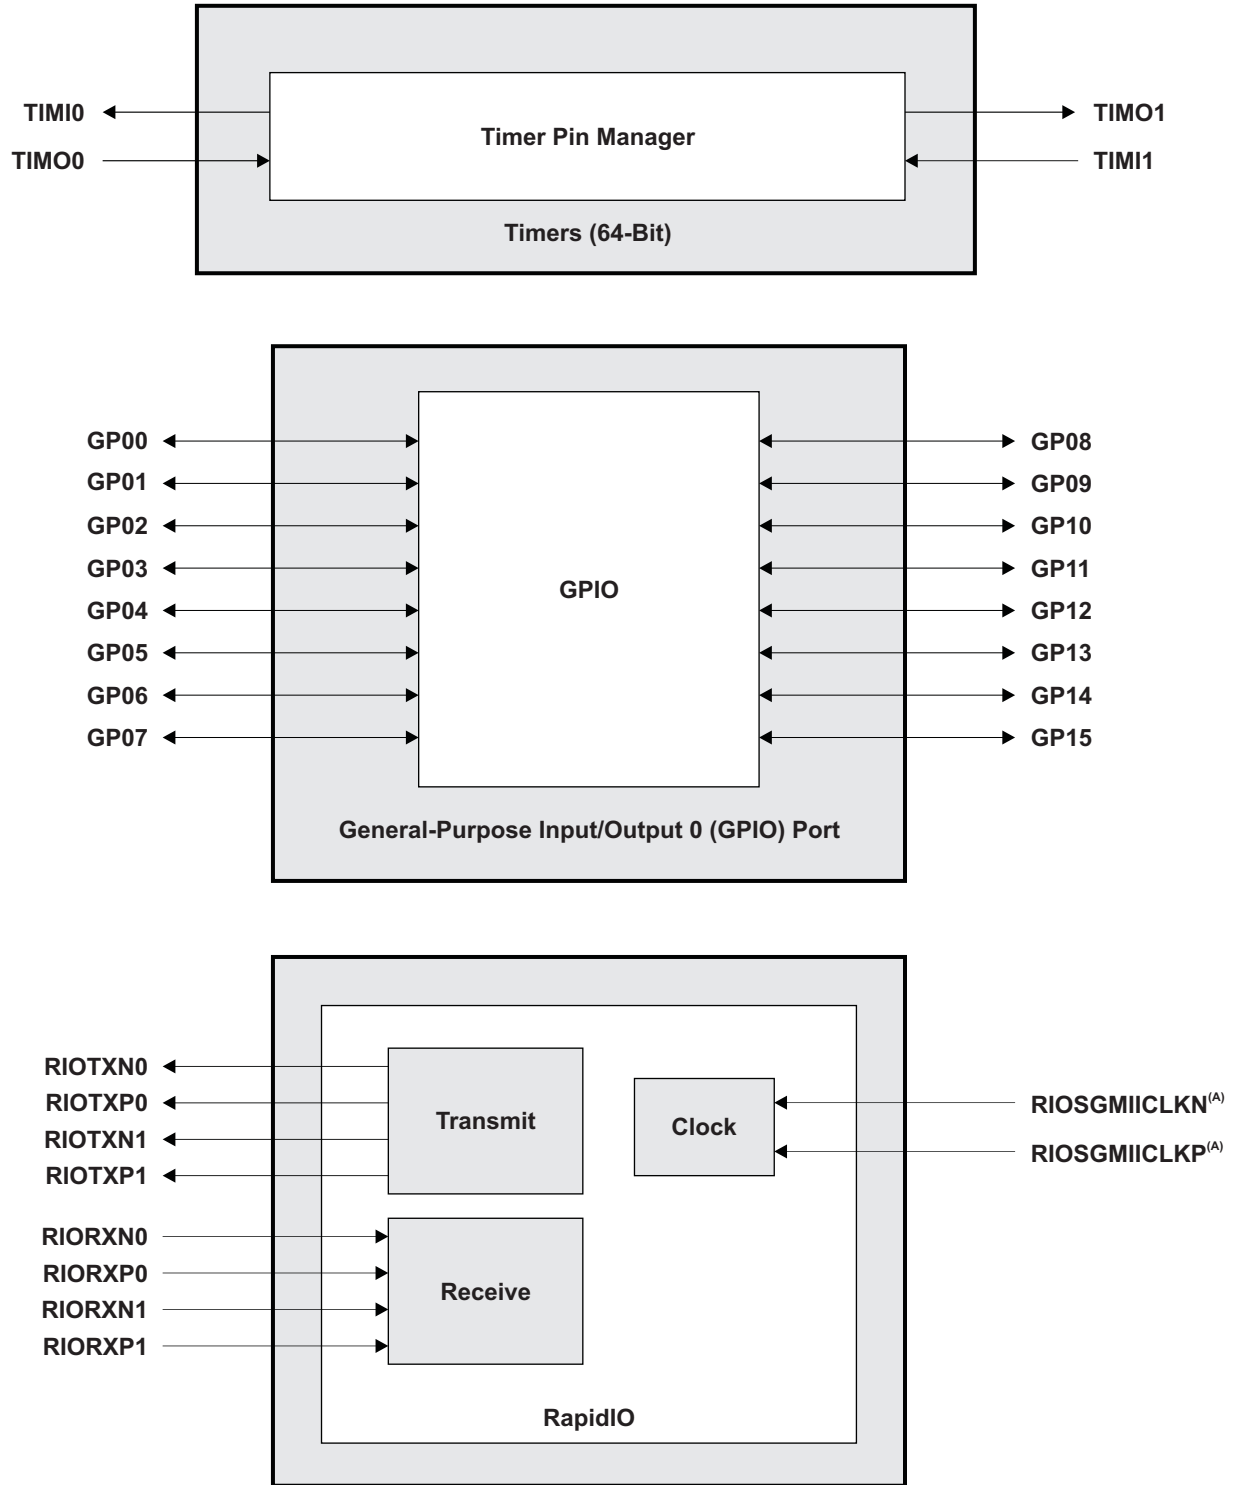 TIMI0
TIMO0
Timer Pin Manager
TIMO1
TIMI1
Timers (64-Bit)
GP00
GP01
GP02
GP03
GP04
GP05
GP06
GP07
GPIO
GP08
GP09
GP10
GP11
GP12
GP13
GP14
GP15
General-Purpose Input/Output 0 (GPIO) Port
RIOTXN0
RIOTXP0
RIOTXN1
RIOTXP1
Transmit
Clock
RIOSGMIICLKN(A)
RIOSGMIICLKP(A)
RIORXN0
RIORXP0
RIORXN1
RIORXP1
Receive
RapidIO